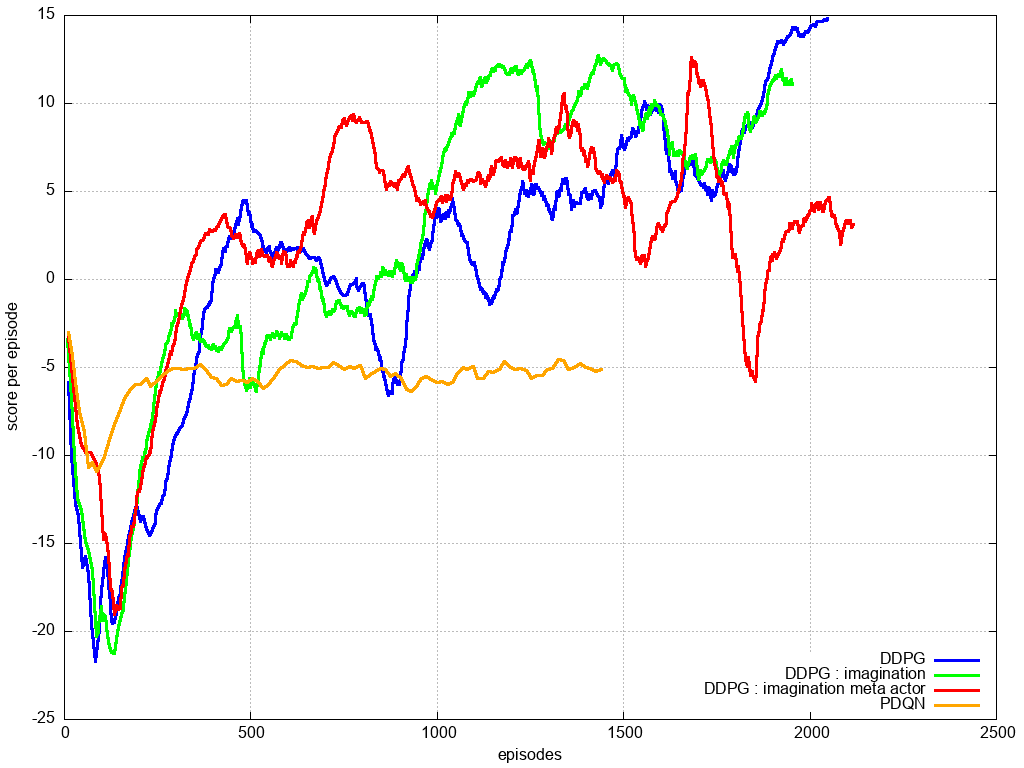 15
10
5
0
-5
-10
-15
-20
-25
score per episode
DDPG
DDPG : imagination
DDPG : imagination meta actor
PDQN
0 500 1000 1500 2000 2500
episodes